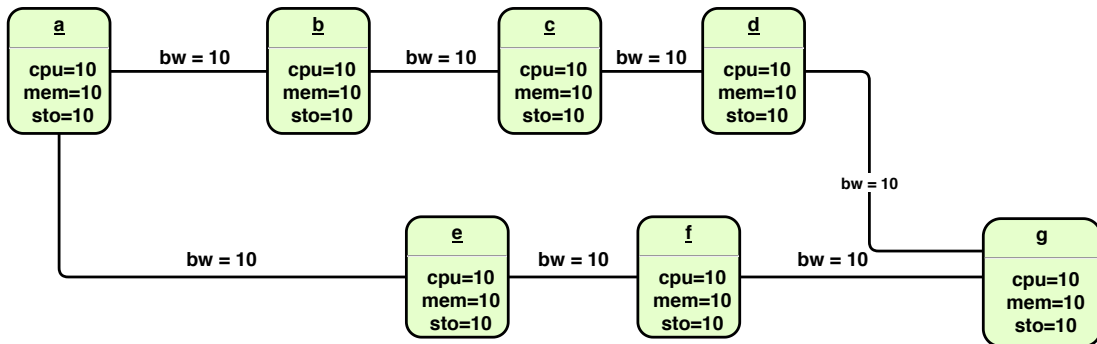 a
cpu=10
mem=10
sto=10
bw = 10
b
cpu=10
mem=10
sto=10
bw = 10
c
cpu=10
mem=10
sto=10
bw = 10
d
cpu=10
mem=10
sto=10
bw = 10
bw = 10
e
cpu=10
mem=10
sto=10
bw = 10
f
cpu=10
mem=10
sto=10
bw = 10
g
cpu=10
mem=10
sto=10